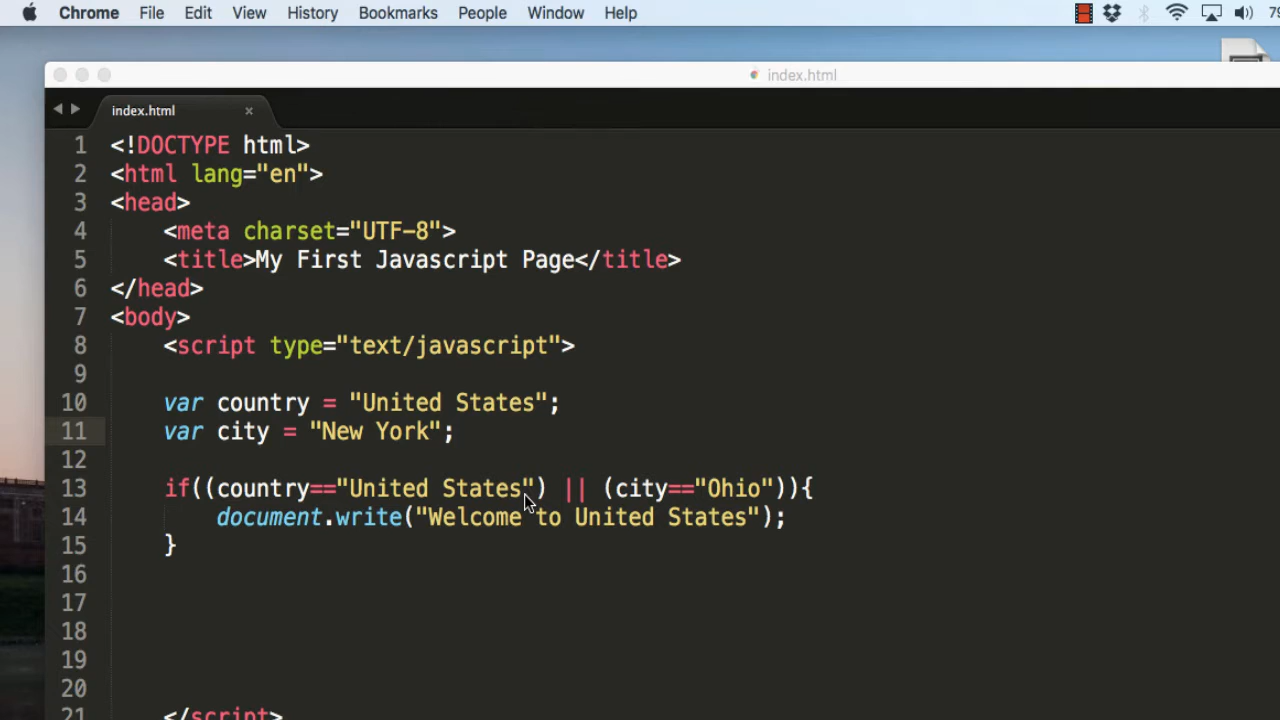 Chrome File Edit View History Bookmarks People Window Help
index.html
index.html ×
1 <!DOCTYPE html>
2 <html lang="en">
3 <head>
4 <meta charset="UTF-8">
5 <title>My First Javascript Page</title>
6 </head>
7 <body>
8 <script type="text/javascript">
9
10 var country = "United States";
11 var city = "New York";
12
13 if((country=="United States") || (city=="Ohio")){
14 document.write("Welcome to United States");
15 }
16
17
18
19
20
21 </script>